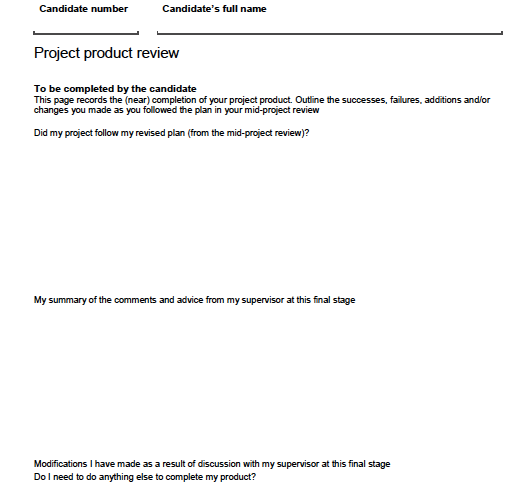 Candidate number Candidate's full name
Project product review
To be completed by the candidate
This page records the (near) completion of your project product. Outline the successes, failures, additions and/or
changes you made as you followed the plan in your mid-project review
Did my project follow my revised plan (from the mid-project review)?
My summary of the comments and advice from my supervisor at this final stage
Modifications I have made as a result of discussion with my supervisor at this final stage
Do I need to do anything else to complete my product?